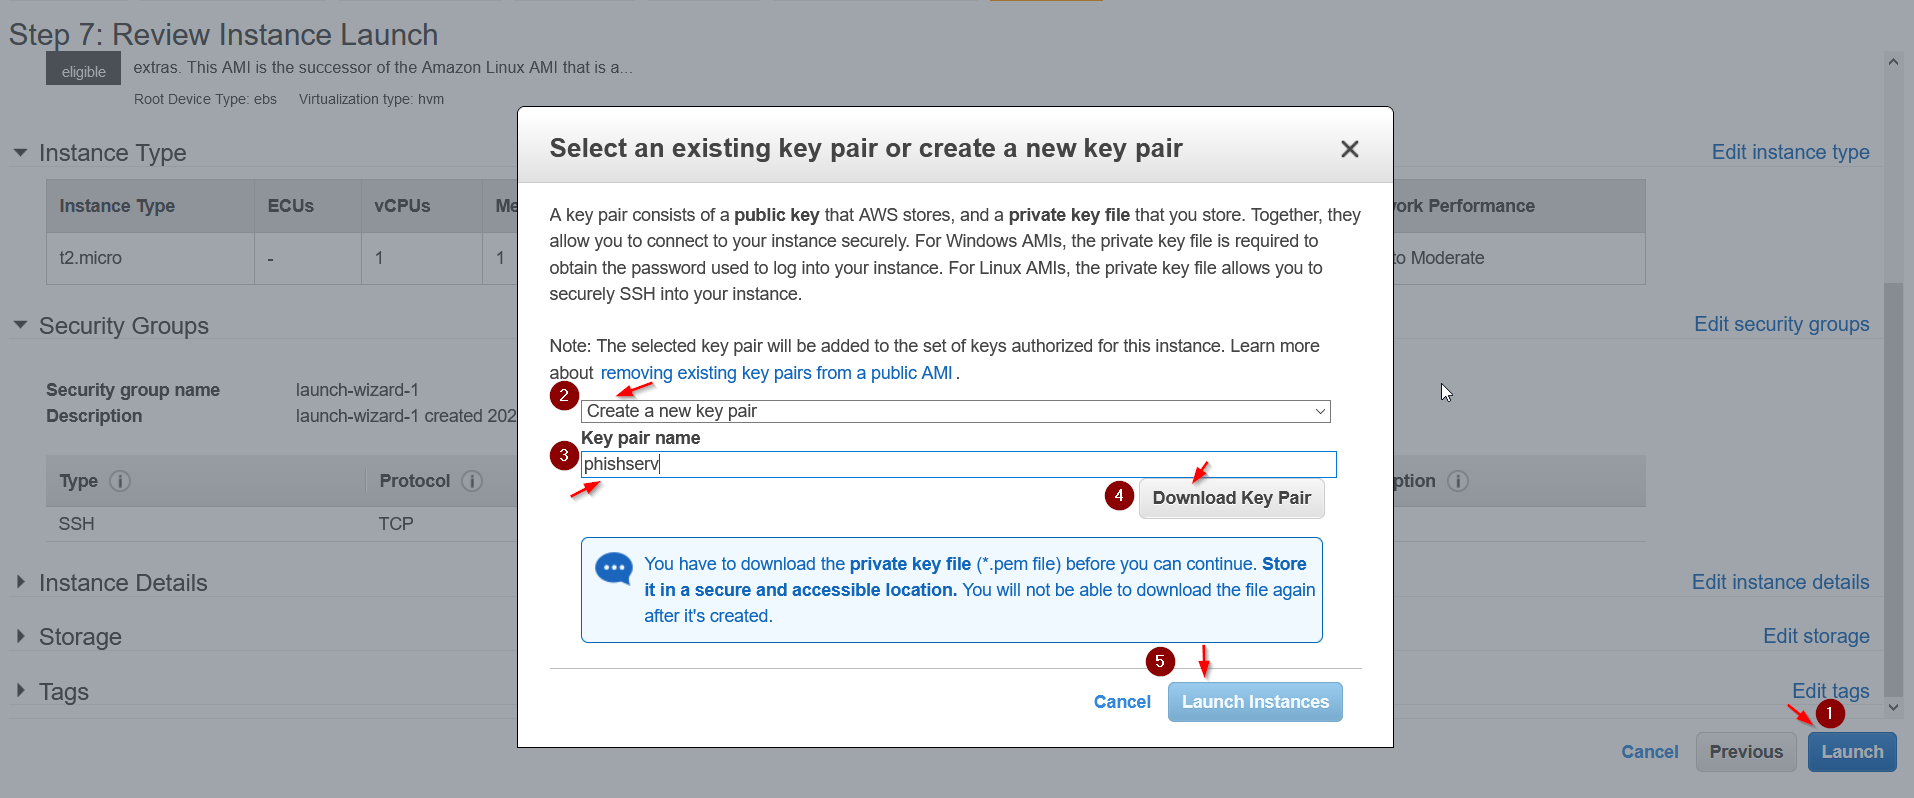 Step 7: Review Instance Launch
eligible
extras. This AMI is the successor of the Amazon Linux AMI that is a...
Root Device Type: ebs Virtualization type: hvm
Select an existing key pair or create a new key pair
Instance Type
Edit instance type
Instance Type ECUs vCPUs Me
ork Performance
t2.micro - 1 1
to Moderate
A key pair consists of a public key that AWS stores, and a private key file that you store. Together, they
allow you to connect to your instance securely. For Windows AMIs, the private key file is required to
obtain the password used to log into your instance. For Linux AMIs, the private key file allows you to
securely SSH into your instance.
Security Groups
Edit security groups
Note: The selected key pair will be added to the set of keys authorized for this instance. Learn more
about removing existing key pairs from a public AMI .
Security group name launch-wizard-1
Description launch-wizard-1 created 202
2
Create a new key pair
Key pair name
3
phishserv
4
Download Key Pair
Type i Protocol i
ption i
SSH TCP
You have to download the private key file (*.pem file) before you can continue. Store
it in a secure and accessible location. You will not be able to download the file again
after it's created.
Instance Details
Edit instance details
Storage
Edit storage
5
Cancel Launch Instances
Tags
Edit tags
1
Cancel Previous Launch